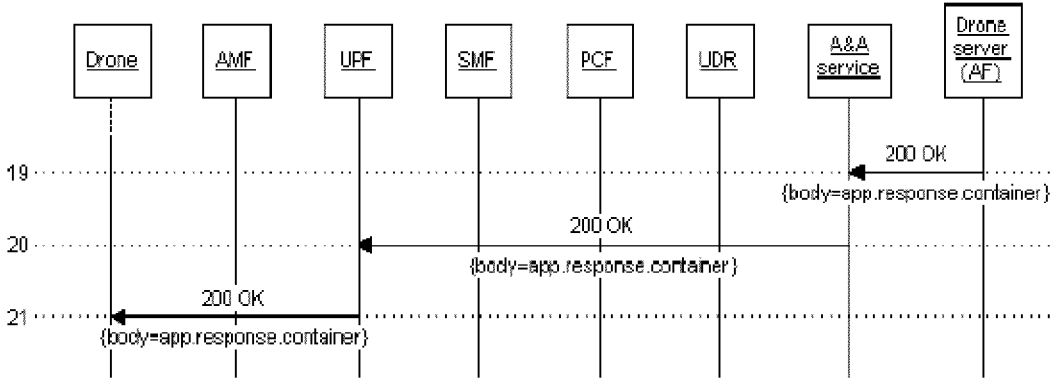 Drone
AMF
UPF
SMF
PCF
UDR
A&A
service
Drone
server
(AF)
19
200 OK
{body=app.response.container}
20
200 OK
{body=app.response.container}
21
200 OK
{body=app.response.container}